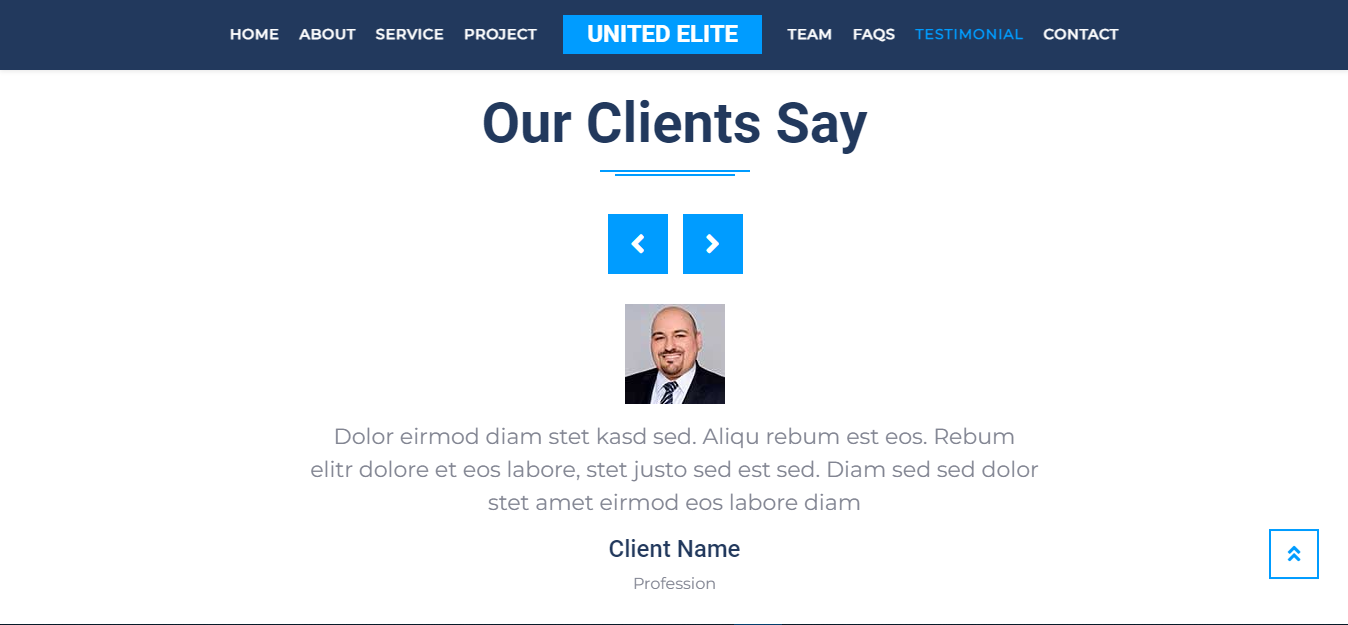 HOME ABOUT SERVICE PROJECT UNITED ELITE TEAM FAQS TESTIMONIAL CONTACT
Our Clients Say
Dolor eirmod diam stet kasd sed. Aliqu rebum est eos. Rebum
elitr dolore et eos labore, stet justo sed est sed. Diam sed sed dolor
stet amet eirmod eos labore diam
Client Name
Profession